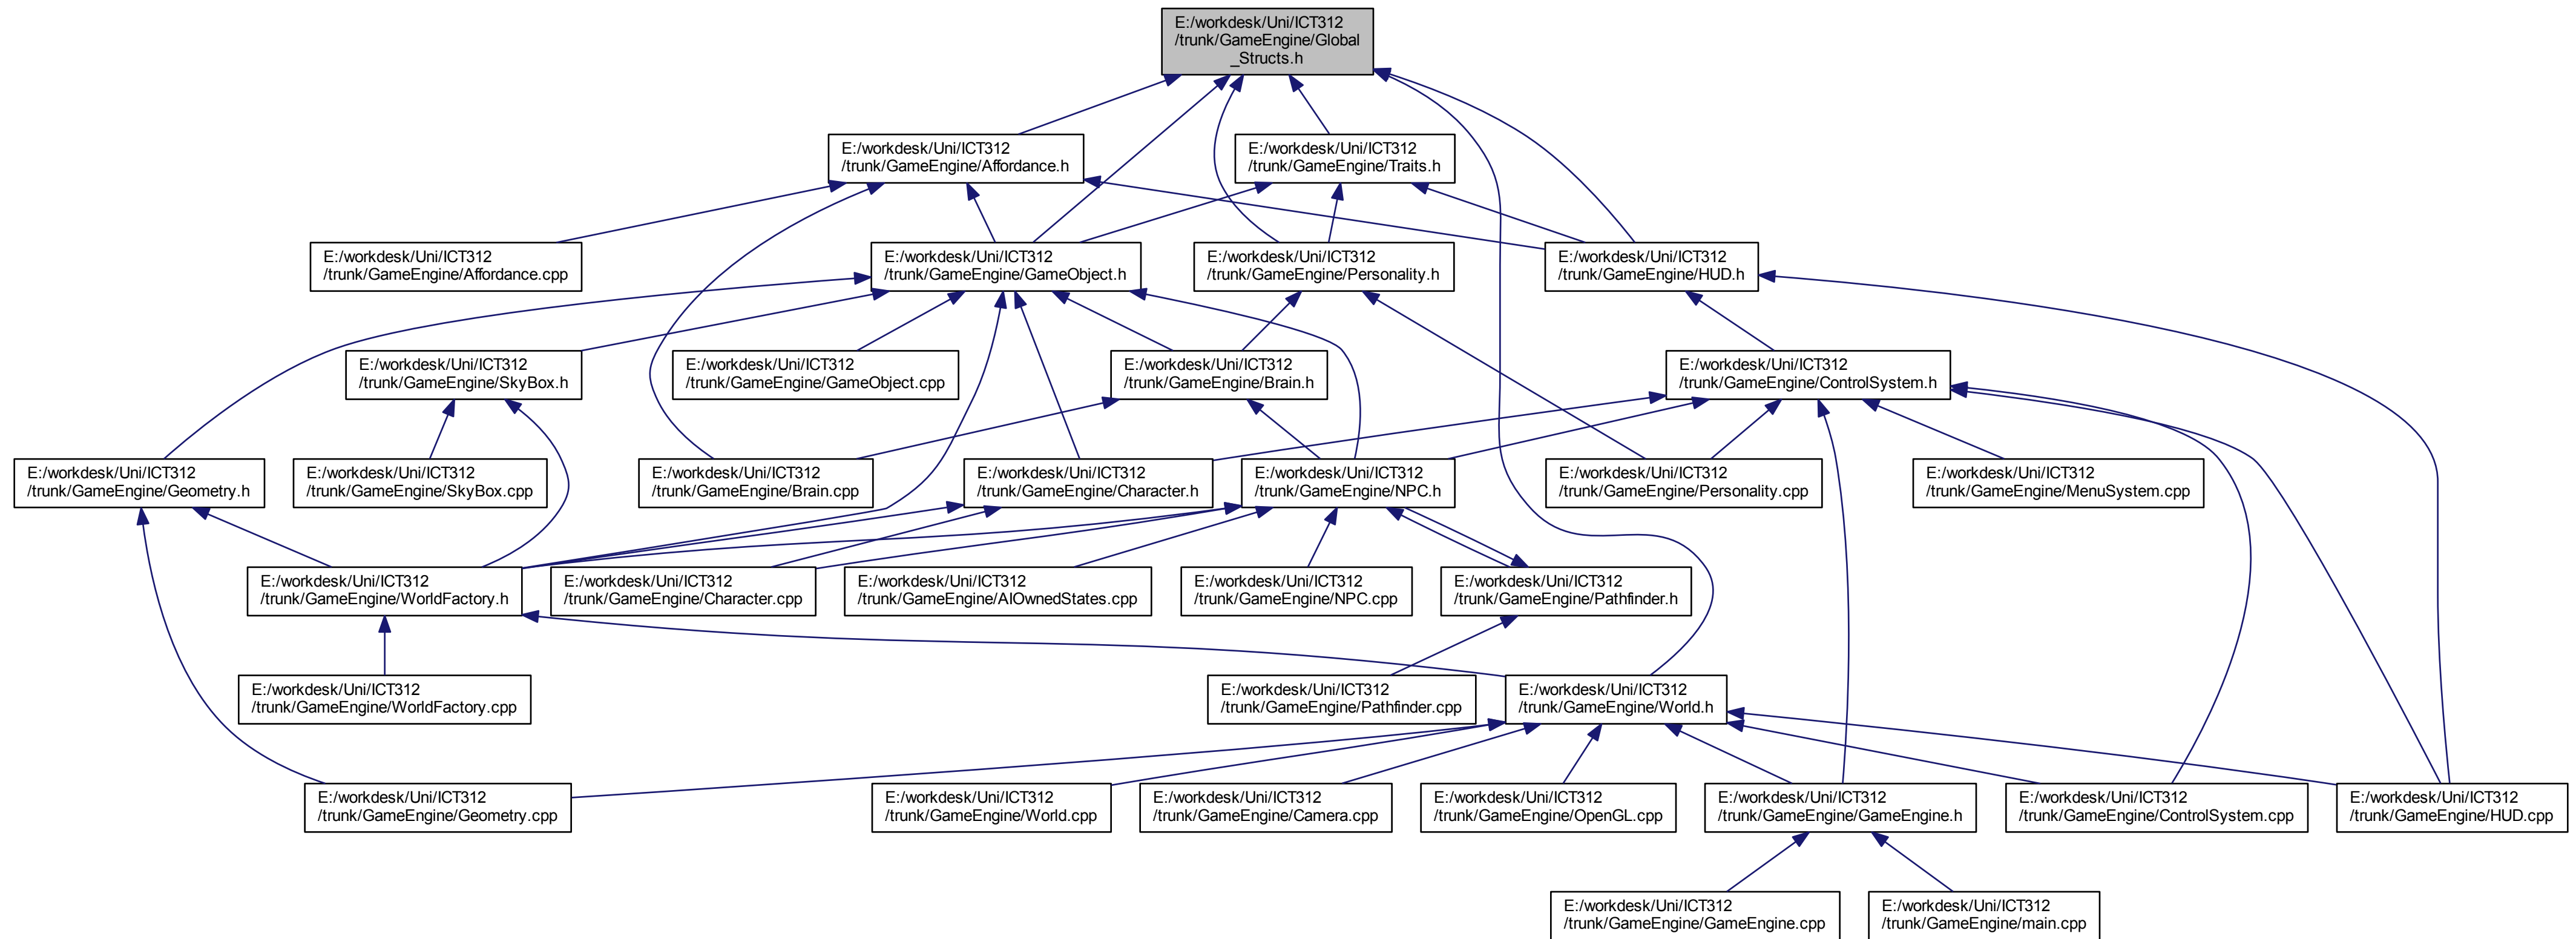 E:/workdesk/Uni/ICT312
/trunk/GameEngine/Global
_Structs.h
E:/workdesk/Uni/ICT312
/trunk/GameEngine/Affordance.h
E:/workdesk/Uni/ICT312
/trunk/GameEngine/Traits.h
E:/workdesk/Uni/ICT312
/trunk/GameEngine/Affordance.cpp
E:/workdesk/Uni/ICT312
/trunk/GameEngine/GameObject.h
E:/workdesk/Uni/ICT312
/trunk/GameEngine/Personality.h
E:/workdesk/Uni/ICT312
/trunk/GameEngine/HUD.h
E:/workdesk/Uni/ICT312
/trunk/GameEngine/SkyBox.h
E:/workdesk/Uni/ICT312
/trunk/GameEngine/GameObject.cpp
E:/workdesk/Uni/ICT312
/trunk/GameEngine/Brain.h
E:/workdesk/Uni/ICT312
/trunk/GameEngine/ControlSystem.h
E:/workdesk/Uni/ICT312
/trunk/GameEngine/Geometry.h
E:/workdesk/Uni/ICT312
/trunk/GameEngine/SkyBox.cpp
E:/workdesk/Uni/ICT312
/trunk/GameEngine/Brain.cpp
E:/workdesk/Uni/ICT312
/trunk/GameEngine/Character.h
E:/workdesk/Uni/ICT312
/trunk/GameEngine/NPC.h
E:/workdesk/Uni/ICT312
/trunk/GameEngine/Personality.cpp
E:/workdesk/Uni/ICT312
/trunk/GameEngine/MenuSystem.cpp
E:/workdesk/Uni/ICT312
/trunk/GameEngine/WorldFactory.h
E:/workdesk/Uni/ICT312
/trunk/GameEngine/Character.cpp
E:/workdesk/Uni/ICT312
/trunk/GameEngine/AIOwnedStates.cpp
E:/workdesk/Uni/ICT312
/trunk/GameEngine/NPC.cpp
E:/workdesk/Uni/ICT312
/trunk/GameEngine/Pathfinder.h
E:/workdesk/Uni/ICT312
/trunk/GameEngine/WorldFactory.cpp
E:/workdesk/Uni/ICT312
/trunk/GameEngine/Pathfinder.cpp
E:/workdesk/Uni/ICT312
/trunk/GameEngine/World.h
E:/workdesk/Uni/ICT312
/trunk/GameEngine/Geometry.cpp
E:/workdesk/Uni/ICT312
/trunk/GameEngine/World.cpp
E:/workdesk/Uni/ICT312
/trunk/GameEngine/Camera.cpp
E:/workdesk/Uni/ICT312
/trunk/GameEngine/OpenGL.cpp
E:/workdesk/Uni/ICT312
/trunk/GameEngine/GameEngine.h
E:/workdesk/Uni/ICT312
/trunk/GameEngine/ControlSystem.cpp
E:/workdesk/Uni/ICT312
/trunk/GameEngine/HUD.cpp
E:/workdesk/Uni/ICT312
/trunk/GameEngine/GameEngine.cpp
E:/workdesk/Uni/ICT312
/trunk/GameEngine/main.cpp